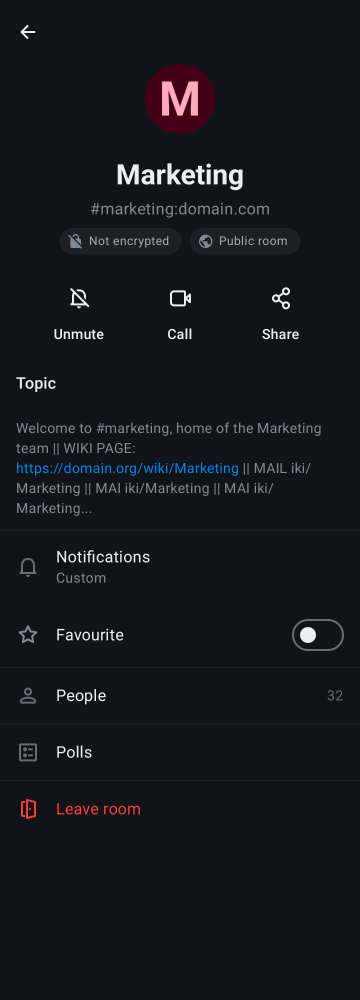 M
Marketing
#marketing:domain.com
Not encrypted
Public room
Unmute
Call
Share
Topic
Welcome to #marketing, home of the Marketing
team || WIKI PAGE:
https://domain.org/wiki/Marketing || MAIL iki/
Marketing || MAI iki/Marketing || MAI iki/
Marketing...
Notifications
Custom
Favourite
People 32
Polls
Leave room